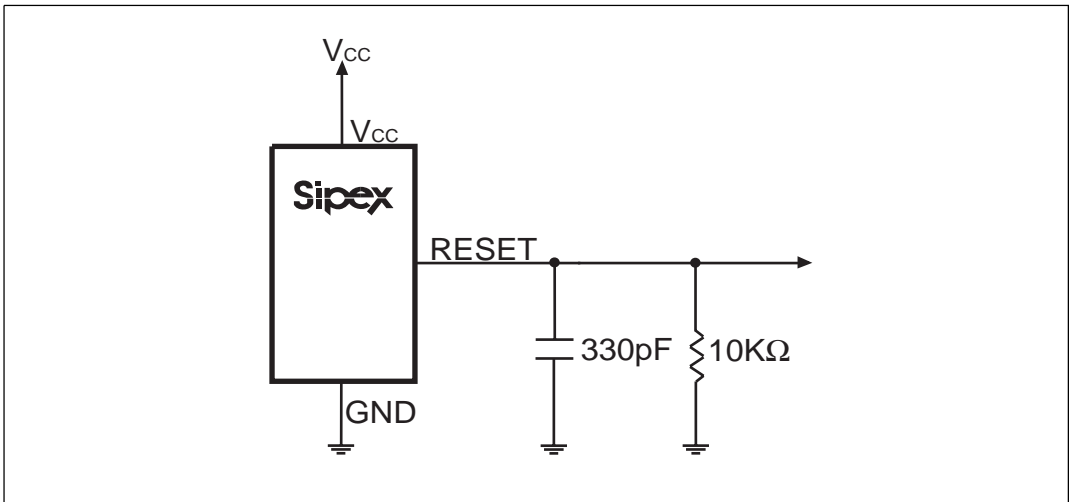 Vcc
Vcc
Sipex
RESET
330pF
10KΩ
GND